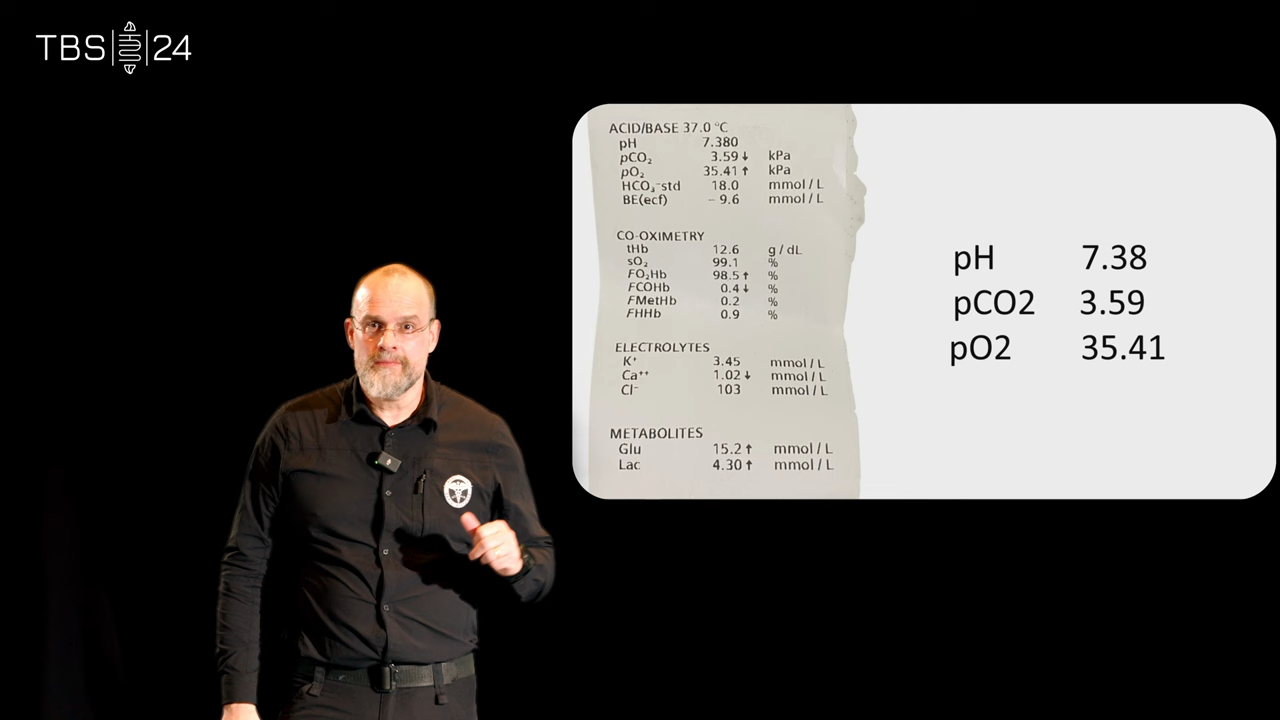 TBS 24
ACID/BASE 37.0 °C
pH 7.380
pCO₂ 3.59↓ kPa
pO₂ 35.41↑ kPa
HCO₃⁻std 18.0 mmol / L
BE(ecf) – 9.6 mmol / L
CO-OXIMETRY
tHb 12.6 g / dL
sO₂ 99.1 %
FO₂Hb 98.5↑ %
FCOHb 0.4↓ %
FMetHb 0.2 %
FHHb 0.9 %
ELECTROLYTES
K⁺ 3.45 mmol / L
Ca⁺⁺ 1.02↓ mmol / L
Cl⁻ 103 mmol / L
METABOLITES
Glu 15.2↑ mmol / L
Lac 4.30↑ mmol / L
pH 7.38
pCO2 3.59
pO2 35.41